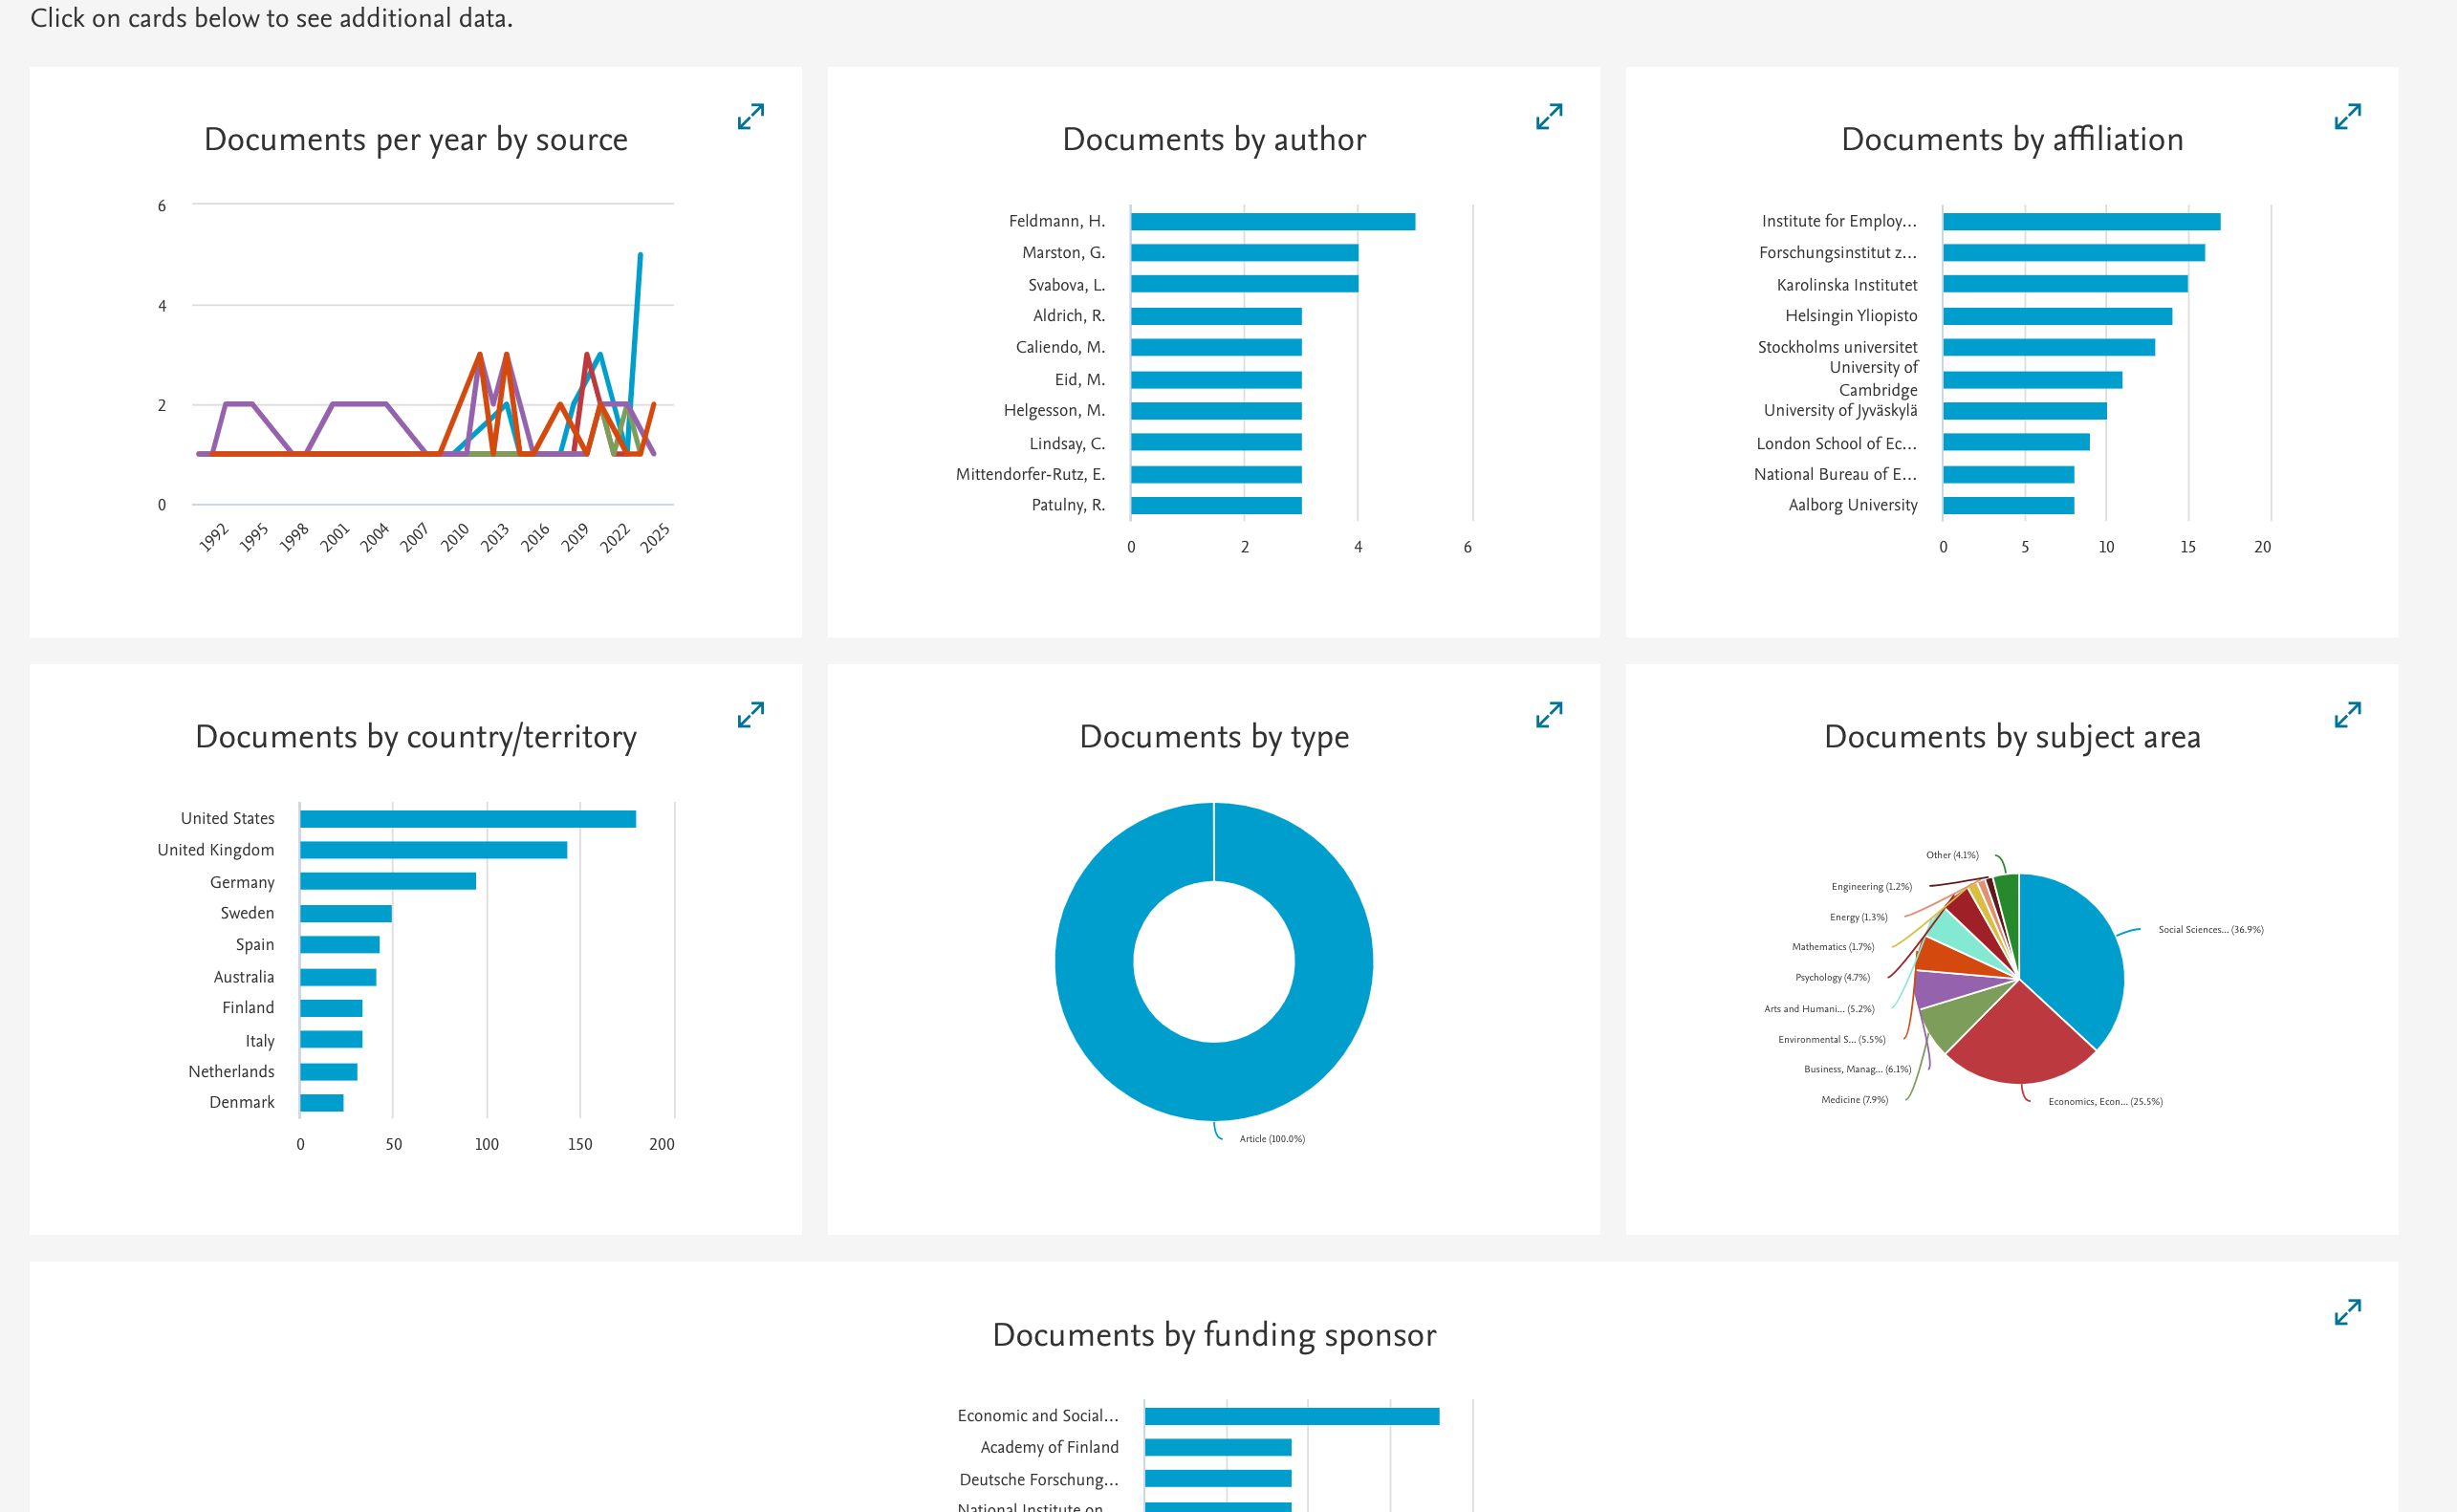 Click on cards below to see additional data.
Documents per year by source
6
4
2
0
1992
1995
1998
2001
2004
2007
2010
2013
2016
2019
2022
2025
Documents by author
Feldmann, H.
Marston, G.
Svabova, L.
Aldrich, R.
Caliendo, M.
Eid, M.
Helgesson, M.
Lindsay, C.
Mittendorfer-Rutz, E.
Patulny, R.
0
2
4
6
Documents by affiliation
Institute for Employ...
Forschungsinstitut z...
Karolinska Institutet
Helsingin Yliopisto
Stockholms universitet
University of
Cambridge
University of Jyväskylä
London School of Ec...
National Bureau of E...
Aalborg University
0
5
10
15
20
Documents by country/territory
United States
United Kingdom
Germany
Sweden
Spain
Australia
Finland
Italy
Netherlands
Denmark
0
50
100
150
200
Documents by type
Article (100.0%)
Documents by subject area
Other (4.1%)
Engineering (1.2%)
Energy (1.3%)
Mathematics (1.7%)
Psychology (4.7%)
Arts and Humani... (5.2%)
Environmental S... (5.5%)
Business, Manag... (6.1%)
Medicine (7.9%)
Social Sciences... (36.9%)
Economics, Econ... (25.5%)
Documents by funding sponsor
Economic and Social...
Academy of Finland
Deutsche Forschung...
National Institute on...